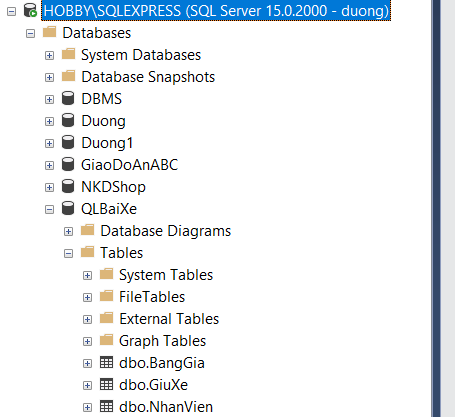 HOBBY\SQLEXPRESS (SQL Server 15.0.2000 - duong)
Databases
System Databases
Database Snapshots
DBMS
Duong
Duong1
GiaoDoAnABC
NKDShop
QLBaiXe
Database Diagrams
Tables
System Tables
FileTables
External Tables
Graph Tables
dbo.BangGia
dbo.GiuXe
dbo.NhanVien